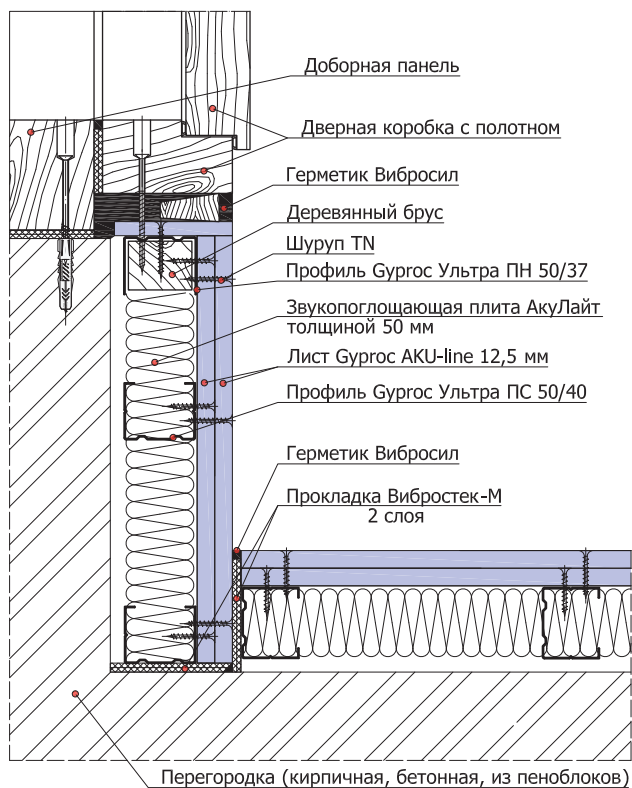 Доборная панель
Дверная коробка с полотном
Герметик Вибросил
Деревянный брус
Шуруп TN
Профиль Gyproc Ультра ПН 50/37
Звукопоглощающая плита АкуЛайт
толщиной 50 мм
Лист Gyproc AKU-line 12,5 мм
Профиль Gyproc Ультра ПС 50/40
Герметик Вибросил
Прокладка Вибростек-М
2 слоя
Перегородка (кирпичная, бетонная, из пеноблоков)